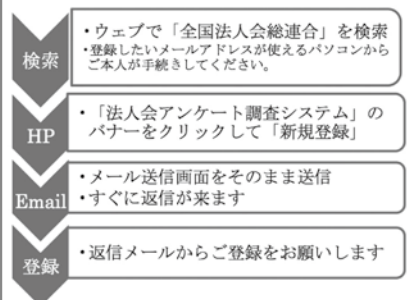 検索
・ウェブで「全国法人会総連合」を検索
・登録したいメールアドレスが使えるパソコンから
ご本人が手続きしてください。
HP
・「法人会アンケート調査システム」の
バナーをクリックして「新規登録」
Email
・メール送信画面をそのまま送信
・すぐに返信が来ます
登録
・返信メールからご登録をお願いします